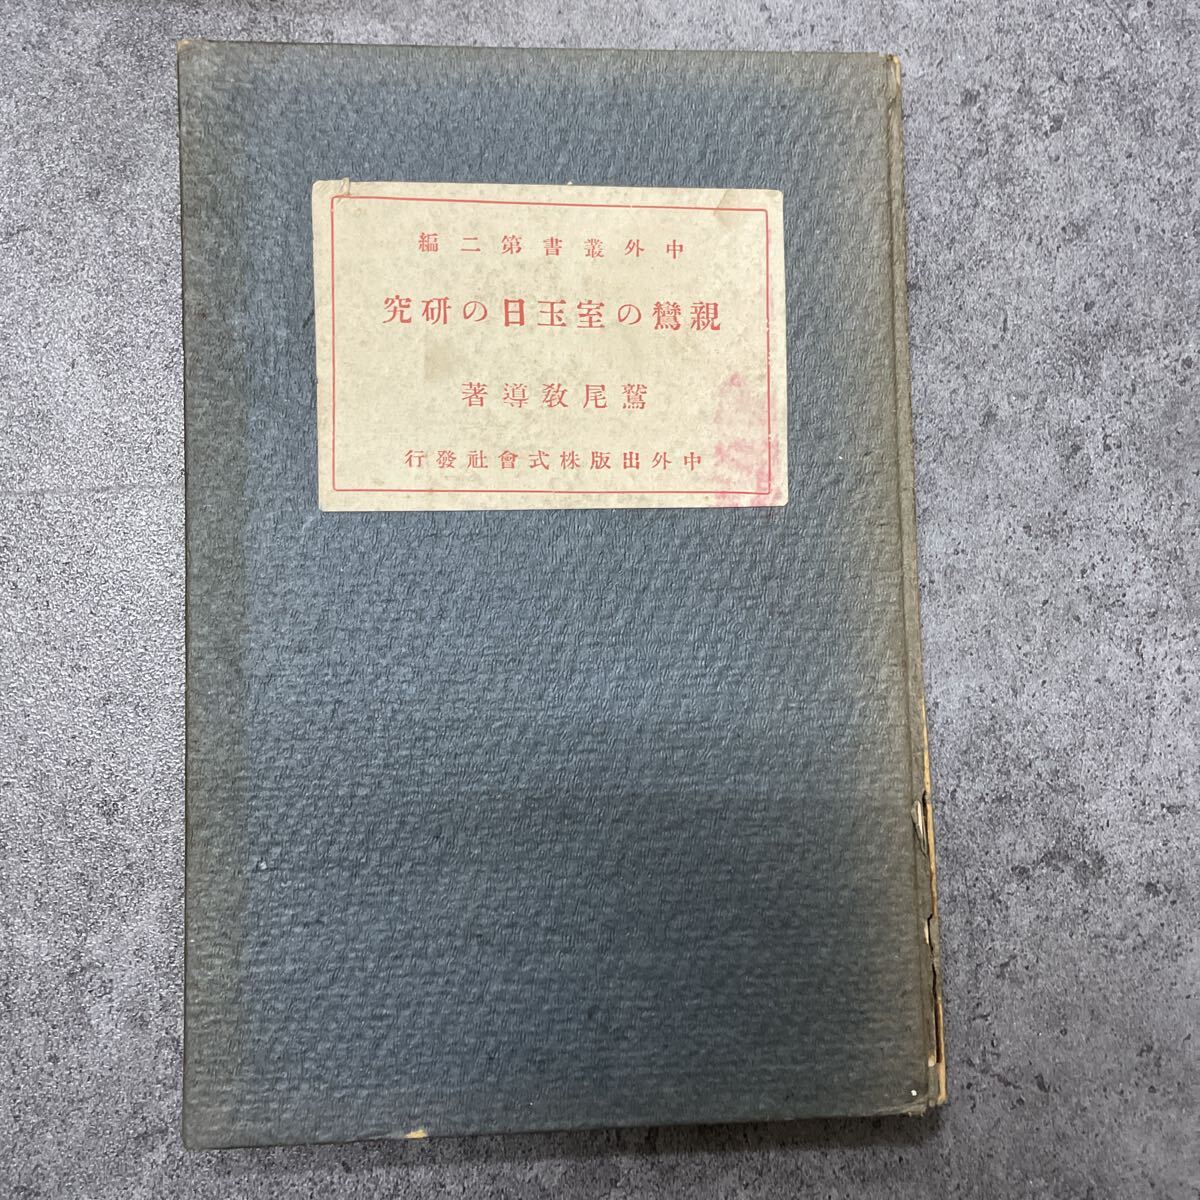 中外叢書第二編
親鸞の室玉日の研究
鷲尾教導著
中外出版株式會社發行